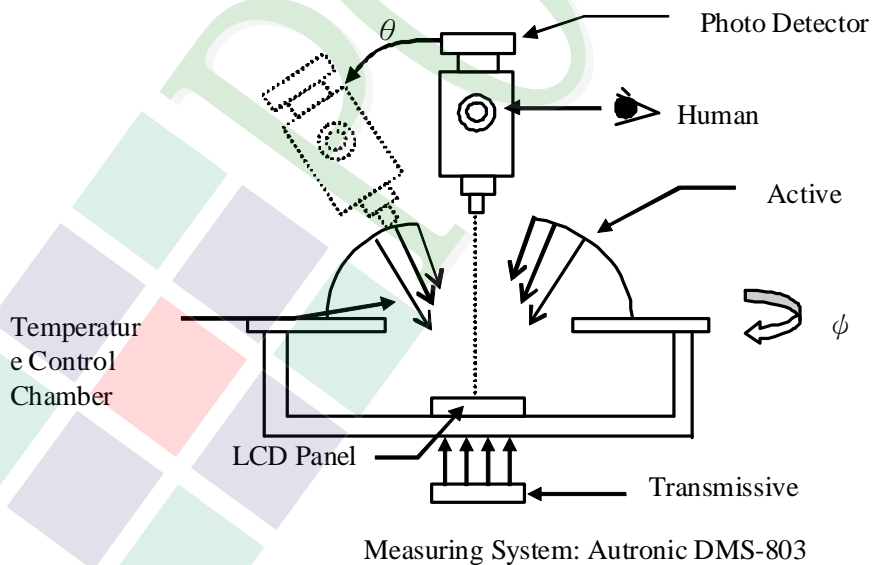 Photo Detector
θ
Human
Active
Temperatur
e Control
Chamber
ϕ
LCD Panel
Transmissive
Measuring System: Autronic DMS-803